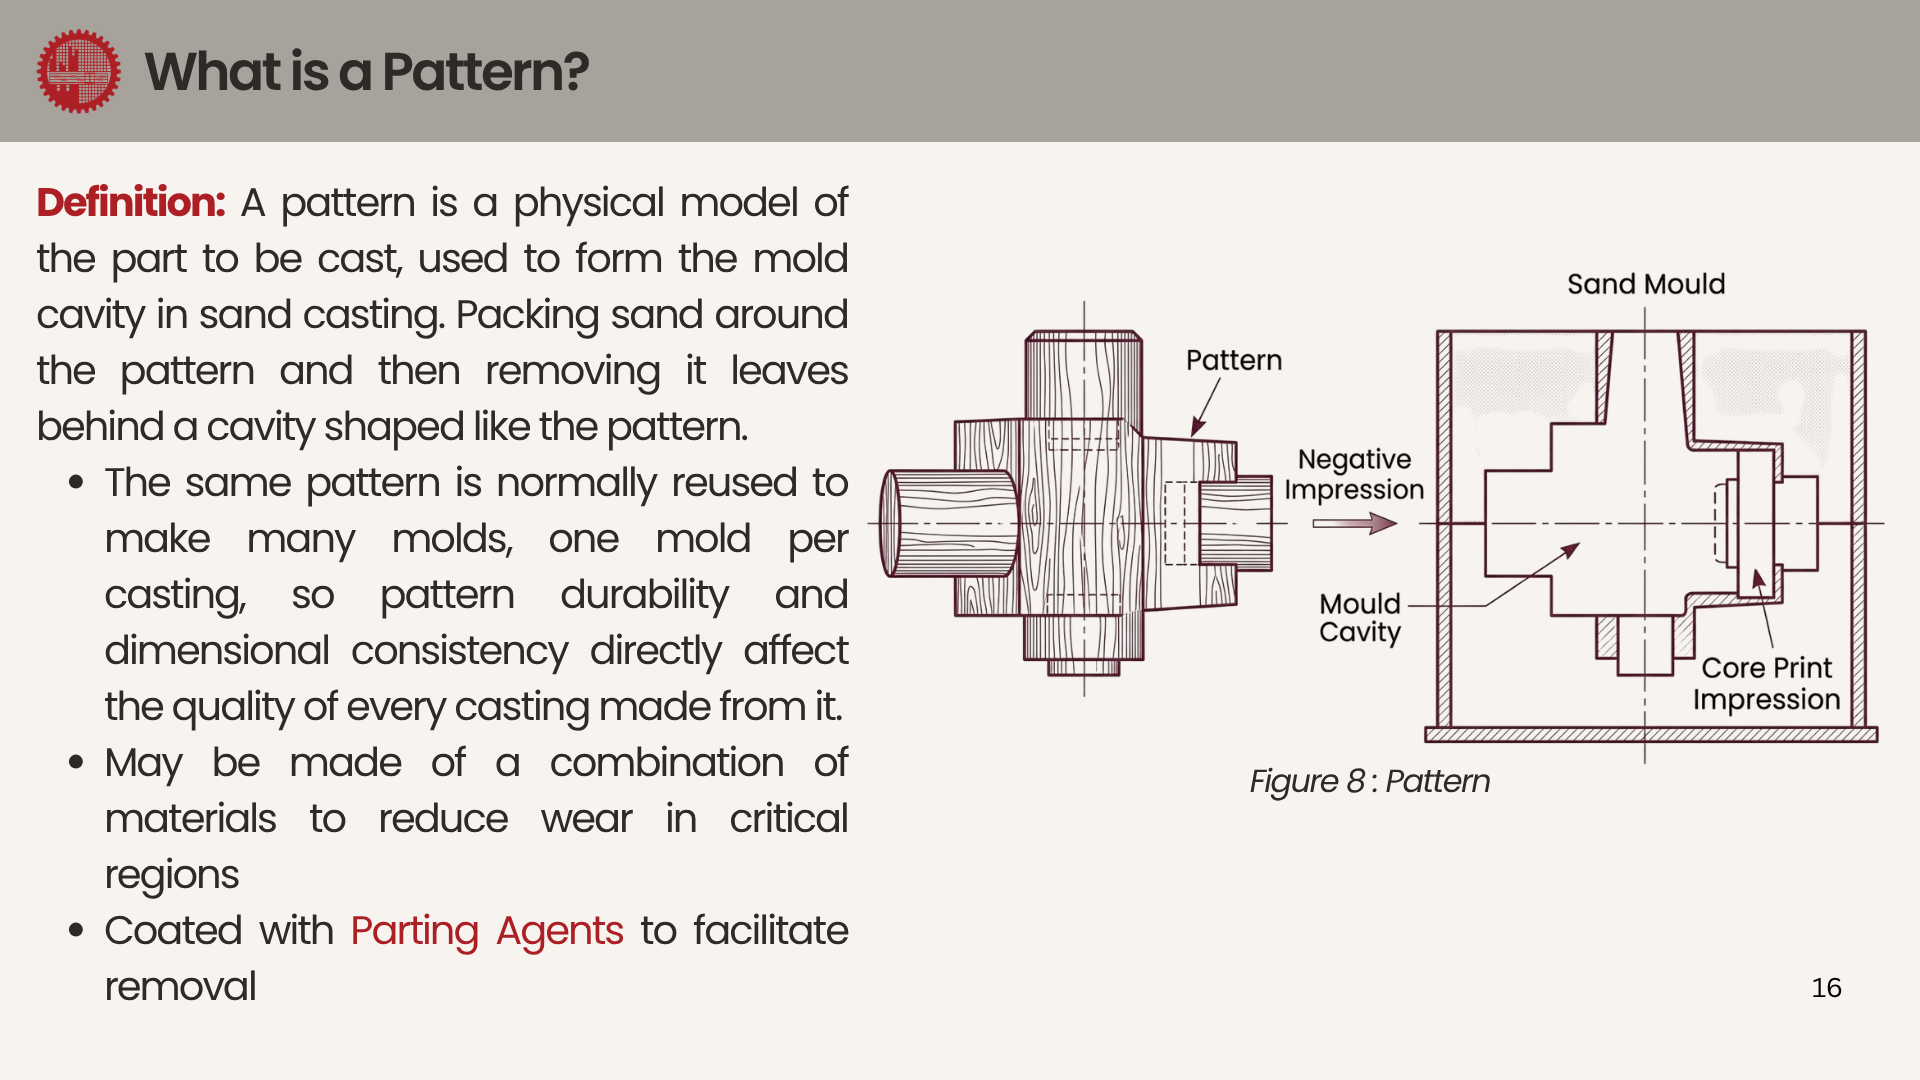 What is a Pattern?
Definition: A pattern is a physical model of
the part to be cast, used to form the mold
cavity in sand casting. Packing sand around
the pattern and then removing it leaves
behind a cavity shaped like the pattern.
• The same pattern is normally reused to
make many molds, one mold per
casting, so pattern durability and
dimensional consistency directly affect
the quality of every casting made from it.
• May be made of a combination of
materials to reduce wear in critical
regions
• Coated with Parting Agents to facilitate
removal
Pattern
Negative
Impression
Sand Mould
Mould
Cavity
Core Print
Impression
Figure 8 : Pattern
16